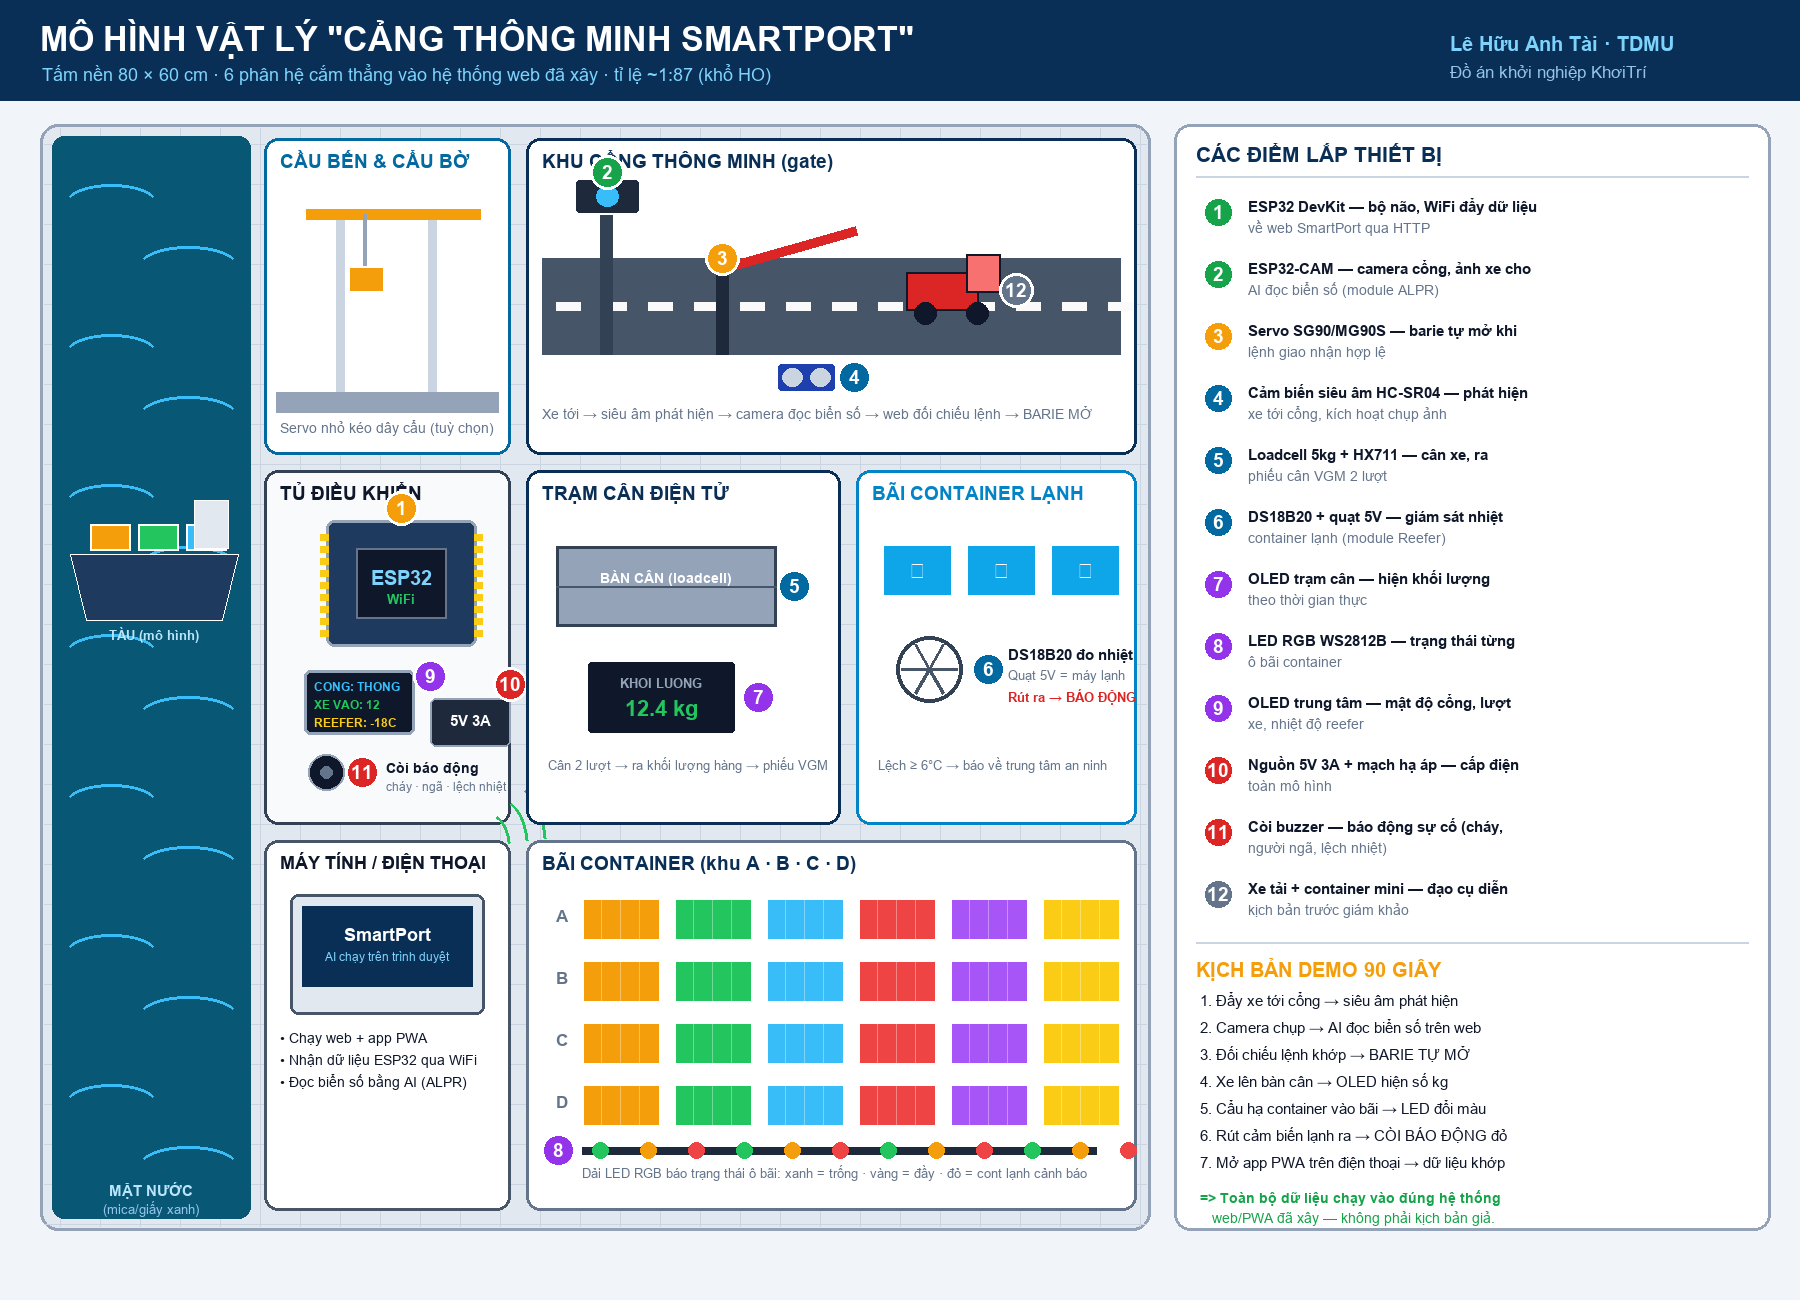 MÔ HÌNH VẬT LÝ "CẢNG THÔNG MINH SMARTPORT"
Tấm nền 80 × 60 cm · 6 phân hệ cắm thẳng vào hệ thống web đã xây · tỉ lệ ~1:87 (khổ HO)
Lê Hữu Anh Tài · TDMU
Đồ án khởi nghiệp KhơiTrí
TÀU (mô hình)
MẶT NƯỚC
(mica/giấy xanh)
CẦU BẾN & CẨU BỜ
Servo nhỏ kéo dây cẩu (tuỳ chọn)
KHU CỔNG THÔNG MINH (gate)
2
3
12
4
Xe tới → siêu âm phát hiện → camera đọc biển số → web đối chiếu lệnh → BARIE MỞ
TỦ ĐIỀU KHIỂN
1
ESP32
WiFi
9
CONG: THONG
XE VAO: 12
REEFER: -18C
10
5V 3A
11
Còi báo động
cháy · ngã · lệch nhiệt
TRẠM CÂN ĐIỆN TỬ
BÀN CÂN (loadcell)
5
KHOI LUONG
12.4 kg
7
Cân 2 lượt → ra khối lượng hàng → phiếu VGM
BÃI CONTAINER LẠNH
6
DS18B20 đo nhiệt
Quạt 5V = máy lạnh
Rút ra → BÁO ĐỘNG
Lệch ≥ 6°C → báo về trung tâm an ninh
MÁY TÍNH / ĐIỆN THOẠI
SmartPort
AI chạy trên trình duyệt
• Chạy web + app PWA
• Nhận dữ liệu ESP32 qua WiFi
• Đọc biển số bằng AI (ALPR)
BÃI CONTAINER (khu A · B · C · D)
A
B
C
D
8
Dải LED RGB báo trạng thái ô bãi: xanh = trống · vàng = đầy · đỏ = cont lạnh cảnh báo
CÁC ĐIỂM LẮP THIẾT BỊ
1 ESP32 DevKit — bộ não, WiFi đẩy dữ liệu
về web SmartPort qua HTTP
2 ESP32-CAM — camera cổng, ảnh xe cho
AI đọc biển số (module ALPR)
3 Servo SG90/MG90S — barie tự mở khi
lệnh giao nhận hợp lệ
4 Cảm biến siêu âm HC-SR04 — phát hiện
xe tới cổng, kích hoạt chụp ảnh
5 Loadcell 5kg + HX711 — cân xe, ra
phiếu cân VGM 2 lượt
6 DS18B20 + quạt 5V — giám sát nhiệt
container lạnh (module Reefer)
7 OLED trạm cân — hiện khối lượng
theo thời gian thực
8 LED RGB WS2812B — trạng thái từng
ô bãi container
9 OLED trung tâm — mật độ cổng, lượt
xe, nhiệt độ reefer
10 Nguồn 5V 3A + mạch hạ áp — cấp điện
toàn mô hình
11 Còi buzzer — báo động sự cố (cháy,
người ngã, lệch nhiệt)
12 Xe tải + container mini — đạo cụ diễn
kịch bản trước giám khảo
KỊCH BẢN DEMO 90 GIÂY
1. Đẩy xe tới cổng → siêu âm phát hiện
2. Camera chụp → AI đọc biển số trên web
3. Đối chiếu lệnh khớp → BARIE TỰ MỞ
4. Xe lên bàn cân → OLED hiện số kg
5. Cẩu hạ container vào bãi → LED đổi màu
6. Rút cảm biến lạnh ra → CÒI BÁO ĐỘNG đỏ
7. Mở app PWA trên điện thoại → dữ liệu khớp
=> Toàn bộ dữ liệu chạy vào đúng hệ thống
web/PWA đã xây — không phải kịch bản giả.